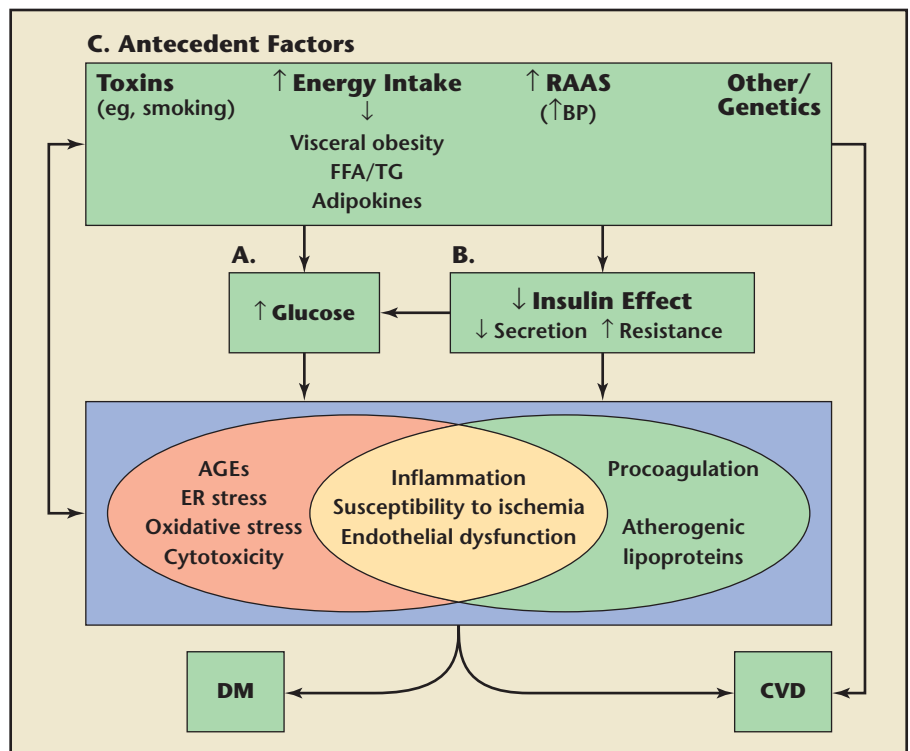 C. Antecedent Factors
Toxins
(eg, smoking)
↑ Energy Intake
↓
Visceral obesity
FFA/TG
Adipokines
↑ RAAS
(↑BP)
Other/
Genetics
A.
↑ Glucose
B.
↓ Insulin Effect
↓ Secretion ↑ Resistance
AGEs
ER stress
Oxidative stress
Cytotoxicity
Inflammation
Susceptibility to ischemia
Endothelial dysfunction
Procoagulation
Atherogenic
lipoproteins
DM
CVD